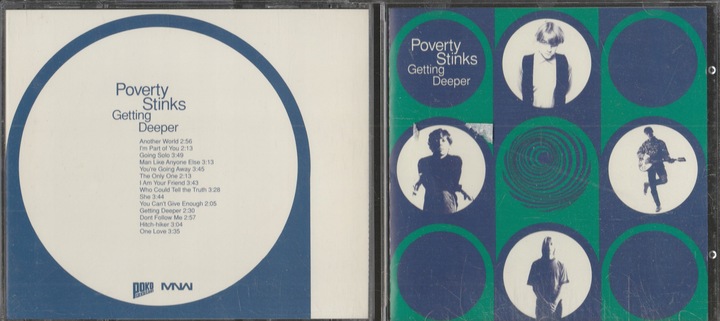 Poverty
Stinks
Getting
Deeper
Another World 2:56
I'm Part of You 2:13
Going Solo 3:49
Man Like Anyone Else 3:13
You're Going Away 3:45
The Only One 2:13
I Am Your Friend 3:43
Who Could Tell the Truth 3:28
She 3:44
You Can't Give Enough 2:05
Getting Deeper 2:30
Dont Follow Me 2:57
Hitch-hiker 3:04
One Love 3:35
POKO
MNW
Poverty
Stinks
Getting
Deeper